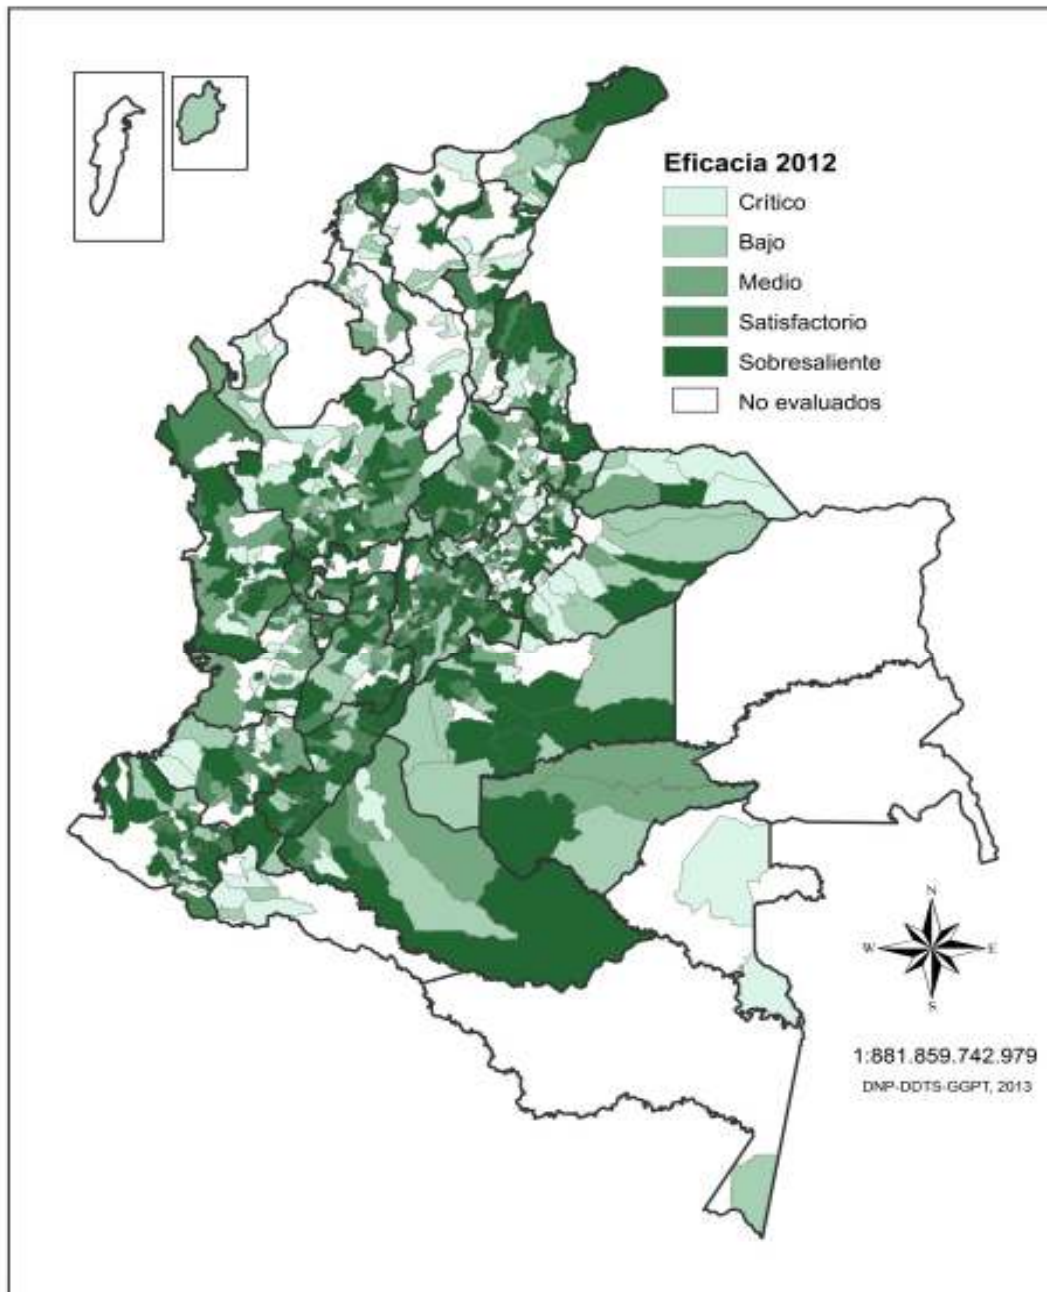 Eficacia 2012
Crítico
Bajo
Medio
Satisfactorio
Sobresaliente
No evaluados
N
W E
S
1:881.859.742.979
DNP-DDTS-GGPT, 2013